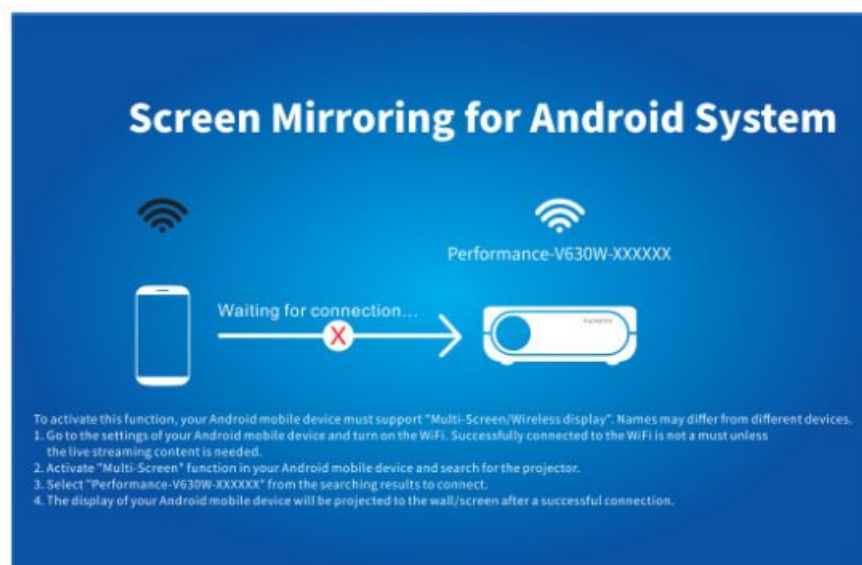 Screen Mirroring for Android System
Performance-V630W-XXXXXX
Waiting for connection...
X
To activate this function, your Android mobile device must support "Multi-Screen/Wireless display". Names may differ from different devices.
1. Go to the settings of your Android mobile device and turn on the WiFi. Successfully connected to the WiFi is not a must unless
the live streaming content is needed.
2. Activate "Multi-Screen" function in your Android mobile device and search for the projector.
3. Select "Performance-V630W-XXXXXX" from the searching results to connect.
4. The display of your Android mobile device will be projected to the wall/screen after a successful connection.